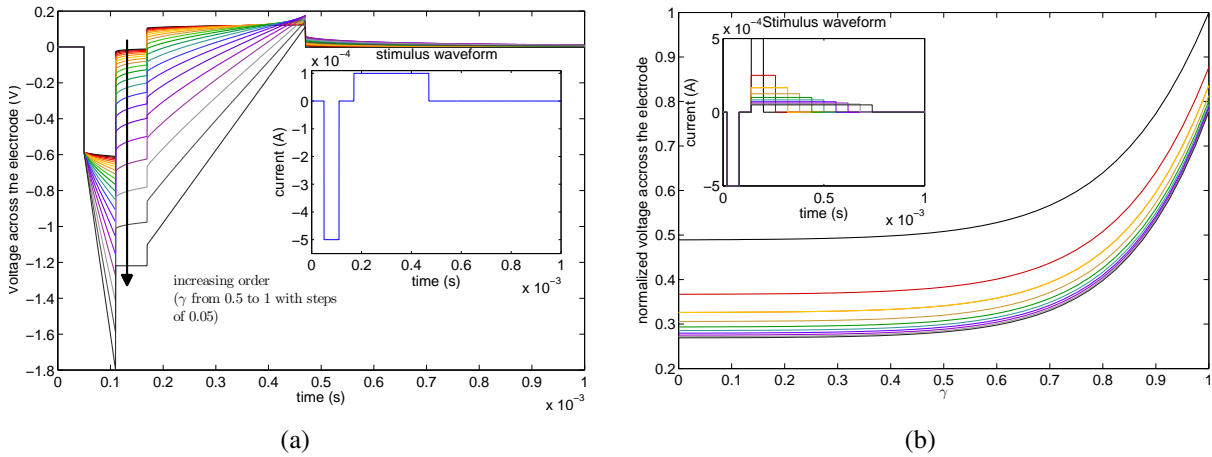 0.2
0
−0.2
−0.4
−0.6
−0.8
−1
−1.2
−1.4
−1.6
−1.8
Voltage across the electrode (V)
0 0.1 0.2 0.3 0.4 0.5 0.6 0.7 0.8 0.9 1
time (s)
x 10⁻³
increasing order
(γ from 0.5 to 1 with steps
of 0.05)
x 10⁻⁴
stimulus waveform
1
0
−1
−2
−3
−4
−5
current (A)
0 0.2 0.4 0.6 0.8 1
time (s)
x 10⁻³
(a)
1
0.9
0.8
0.7
0.6
0.5
0.4
0.3
0.2
normalized voltage accross the electrode
0 0.1 0.2 0.3 0.4 0.5 0.6 0.7 0.8 0.9 1
γ
x 10⁻⁴
Stimulus waveform
5
0
−5
current (A)
0 0.5 1
time (s)
x 10⁻³
(b)